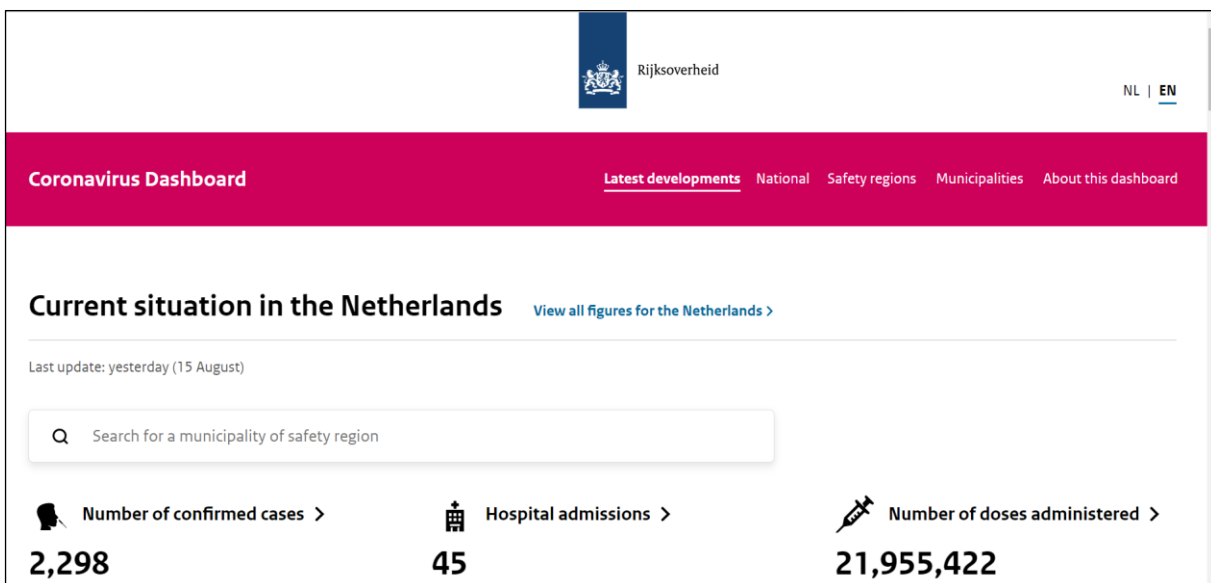 Rijksoverheid
NL | EN
Coronavirus Dashboard
Latest developments National Safety regions Municipalities About this dashboard
Current situation in the Netherlands View all figures for the Netherlands >
Last update: yesterday (15 August)
Search for a municipality of safety region
Number of confirmed cases > Hospital admissions > Number of doses administered >
2,298 45 21,955,422